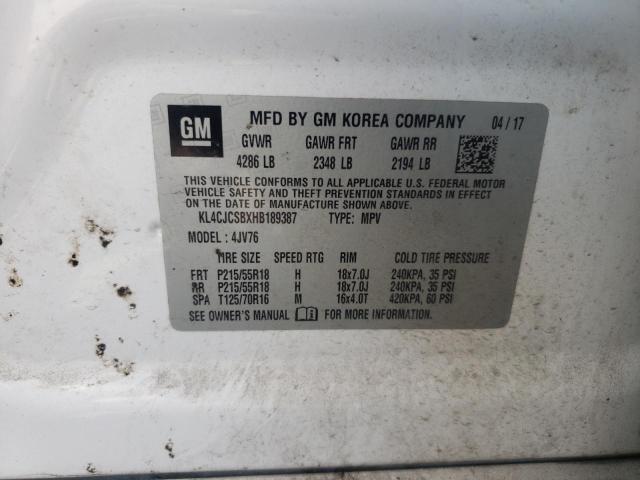 GM MFD BY GM KOREA COMPANY 04/17
GVWR GAWR FRT GAWR RR
4286 LB 2348 LB 2194 LB
THIS VEHICLE CONFORMS TO ALL APPLICABLE U.S. FEDERAL MOTOR
VEHICLE SAFETY AND THEFT PREVENTION STANDARDS IN EFFECT
ON THE DATE OF MANUFACTURE SHOWN ABOVE.
KL4CJCSBXHB189387 TYPE: MPV
MODEL: 4JV76
TIRE SIZE SPEED RTG RIM COLD TIRE PRESSURE
FRT P215/55R18 H 18x7.0J 240KPA, 35 PSI
RR P215/55R18 H 18x7.0J 240KPA, 35 PSI
SPA T125/70R16 M 16x4.0T 420KPA, 60 PSI
SEE OWNER'S MANUAL FOR MORE INFORMATION.